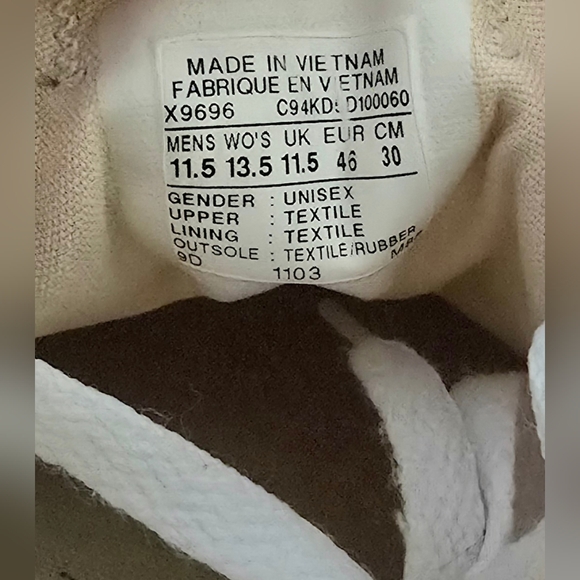 MADE IN VIETNAM
FABRIQUE EN VIETNAM
X9696 C94KD D100060
MENS WO'S UK EUR CM
11.5 13.5 11.5 46 30
GENDER : UNISEX
UPPER : TEXTILE
LINING : TEXTILE
OUTSOLE : TEXTILE/RUBBER
9D 1103